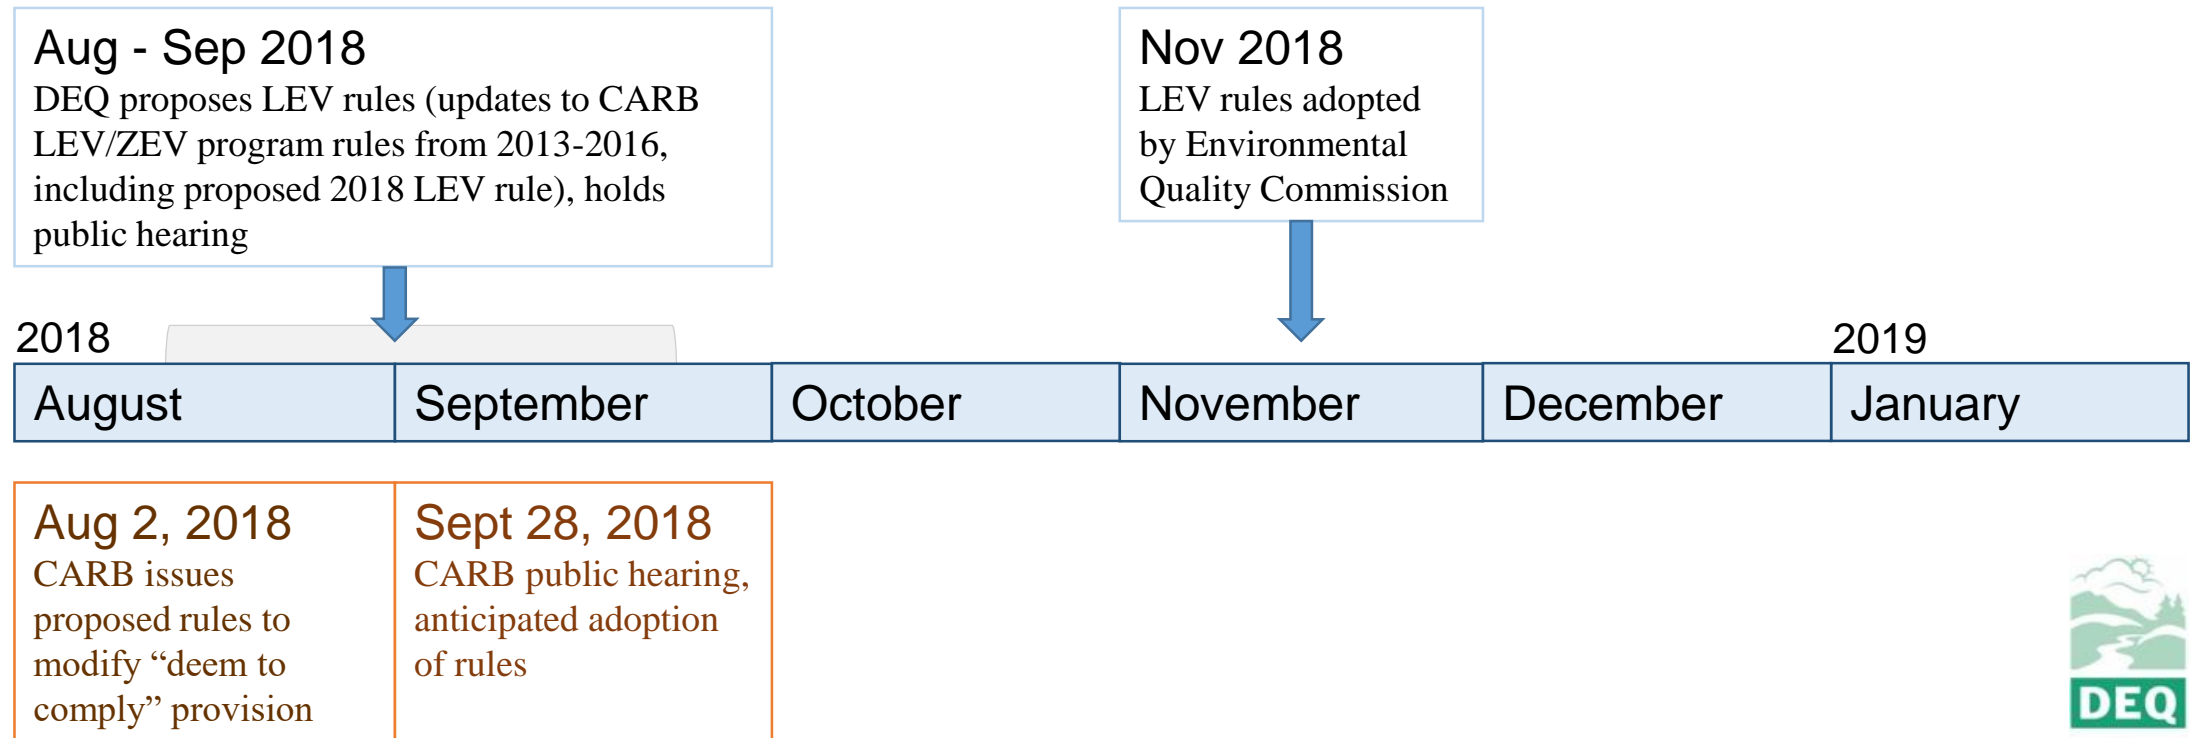 Aug - Sep 2018
DEQ proposes LEV rules (updates to CARB
LEV/ZEV program rules from 2013-2016,
including proposed 2018 LEV rule), holds
public hearing
Nov 2018
LEV rules adopted
by Environmental
Quality Commission
2018
2019
August
September
October
November
December
January
Aug 2, 2018
CARB issues
proposed rules to
modify “deem to
comply” provision
Sept 28, 2018
CARB public hearing,
anticipated adoption
of rules
DEQ